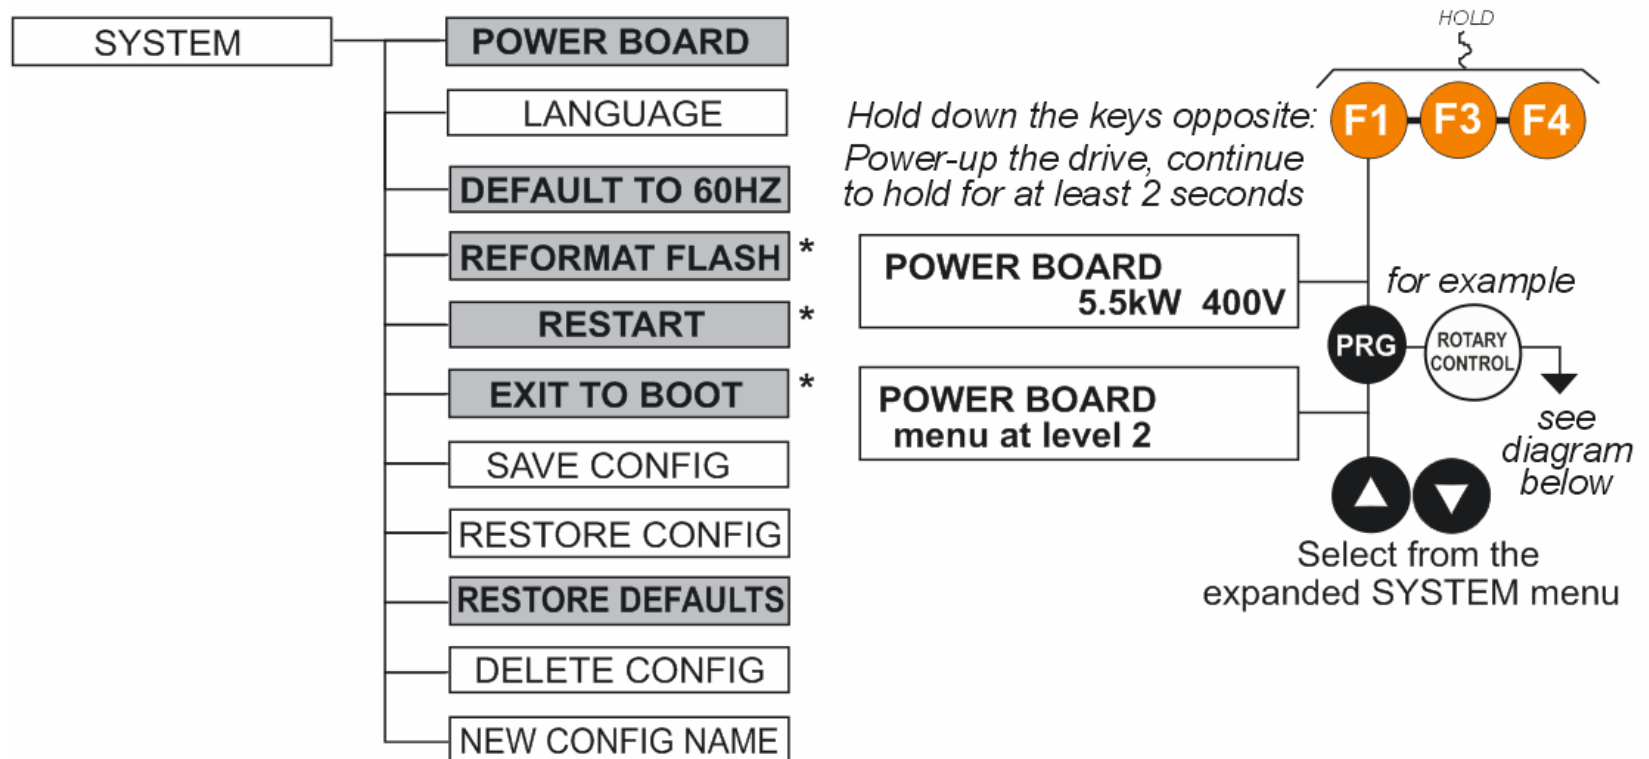 SYSTEM
POWER BOARD
LANGUAGE
DEFAULT TO 60HZ
REFORMAT FLASH *
RESTART *
EXIT TO BOOT *
SAVE CONFIG
RESTORE CONFIG
RESTORE DEFAULTS
DELETE CONFIG
NEW CONFIG NAME
HOLD
Hold down the keys opposite:
F1 F3 F4
Power-up the drive, continue
to hold for at least 2 seconds
POWER BOARD
5.5kW 400V
for example
PRG
ROTARY
CONTROL
see
diagram
below
POWER BOARD
menu at level 2
Select from the
expanded SYSTEM menu